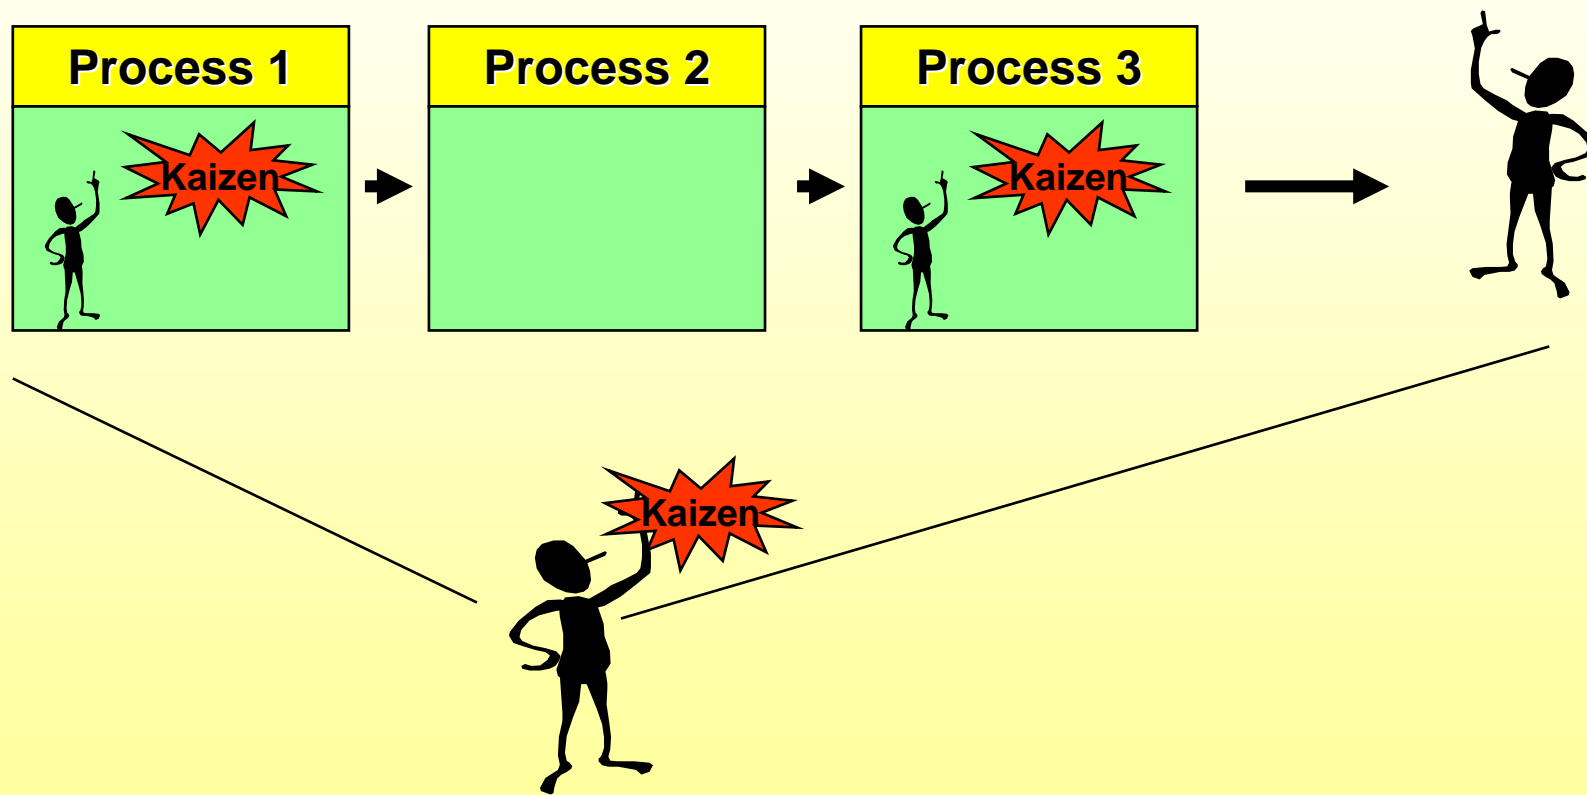 Process 1
Process 2
Process 3
Kaizen
Kaizen
Kaizen